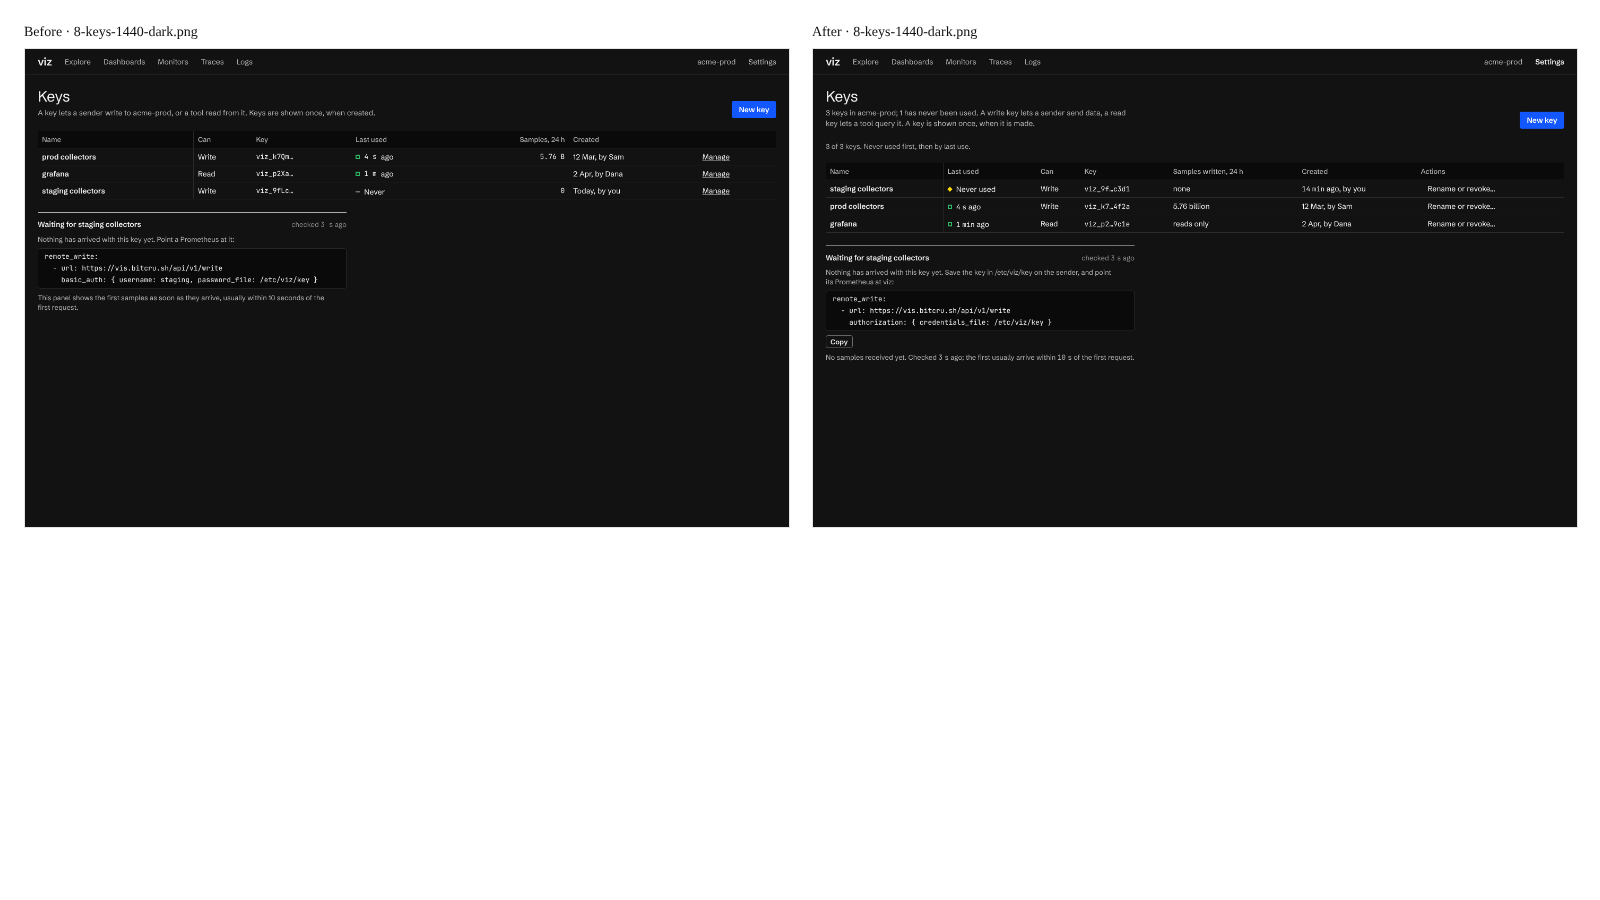 Before · 8-keys-1440-dark.png
viz Explore Dashboards Monitors Traces Logs acme-prod Settings
Keys
A key lets a sender write to acme-prod, or a tool read from it. Keys are shown once, when created.
New key
Name Can Key Last used Samples, 24 h Created
prod collectors Write viz_k7Qm… 4 s ago 5.76 B 12 Mar, by Sam Manage
grafana Read viz_p2Xa… 1 m ago 2 Apr, by Dana Manage
staging collectors Write viz_9fLc… – Never 0 Today, by you Manage
Waiting for staging collectors checked 3 s ago
Nothing has arrived with this key yet. Point a Prometheus at it:
remote_write:
- url: https://vis.bitcru.sh/api/v1/write
basic_auth: { username: staging, password_file: /etc/viz/key }
This panel shows the first samples as soon as they arrive, usually within 10 seconds of the
first request.
After · 8-keys-1440-dark.png
viz Explore Dashboards Monitors Traces Logs acme-prod Settings
Keys
3 keys in acme-prod; 1 has never been used. A write key lets a sender send data, a read
key lets a tool query it. A key is shown once, when it is made.
New key
3 of 3 keys. Never used first, then by last use.
Name Last used Can Key Samples written, 24 h Created Actions
staging collectors Never used Write viz_9f…c3d1 none 14 min ago, by you Rename or revoke…
prod collectors 4 s ago Write viz_k7…4f2a 5.76 billion 12 Mar, by Sam Rename or revoke…
grafana 1 min ago Read viz_p2…9c1e reads only 2 Apr, by Dana Rename or revoke…
Waiting for staging collectors checked 3 s ago
Nothing has arrived with this key yet. Save the key in /etc/viz/key on the sender, and point
its Prometheus at viz:
remote_write:
- url: https://vis.bitcru.sh/api/v1/write
authorization: { credentials_file: /etc/viz/key }
Copy
No samples received yet. Checked 3 s ago; the first usually arrive within 10 s of the first request.